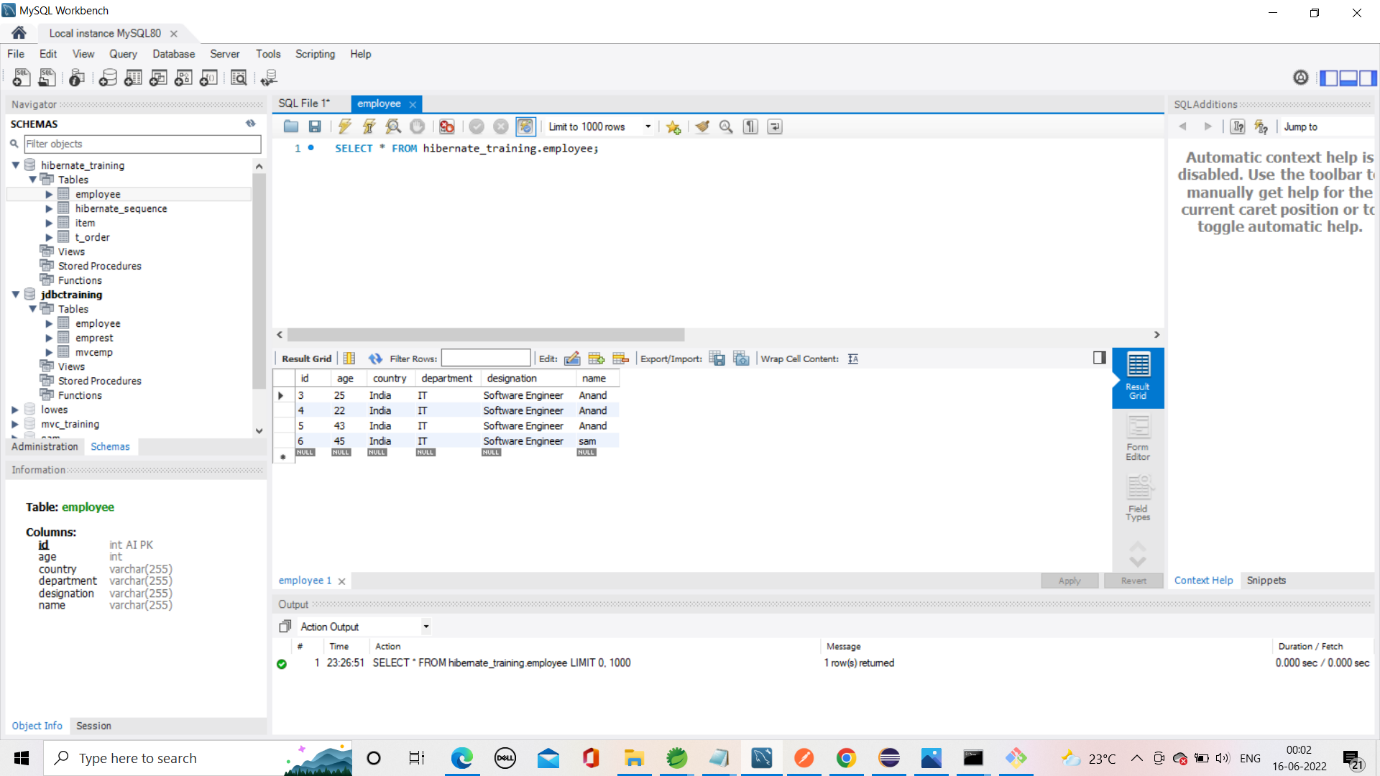 MySQL Workbench
Local instance MySQL80
File Edit View Query Database Server Tools Scripting Help
Navigator
SCHEMAS
Filter objects
hibernate_training
Tables
employee
hibernate_sequence
item
t_order
Views
Stored Procedures
Functions
jdbctraining
Tables
employee
emprest
mvcemp
Views
Stored Procedures
Functions
lowes
mvc_training
Administration Schemas
Information
Table: employee
Columns:
id int AI PK
age int
country varchar(255)
department varchar(255)
designation varchar(255)
name varchar(255)
Object Info Session
SQL File 1* employee
Limit to 1000 rows
1 SELECT * FROM hibernate_training.employee;
Result Grid Filter Rows: Edit: Export/Import: Wrap Cell Content:
id age country department designation name
3 25 India IT Software Engineer Anand
4 22 India IT Software Engineer Anand
5 43 India IT Software Engineer Anand
6 45 India IT Software Engineer sam
NULL NULL NULL NULL NULL NULL
Result
Grid
Form
Editor
Field
Types
employee 1 Apply Revert
Output
Action Output
# Time Action Message Duration / Fetch
1 23:26:51 SELECT * FROM hibernate_training.employee LIMIT 0, 1000 1 row(s) returned 0.000 sec / 0.000 sec
SQLAdditions
Jump to
Automatic context help is
disabled. Use the toolbar to
manually get help for the
current caret position or to
toggle automatic help.
Context Help Snippets
Type here to search
DELL
23°C
ENG
00:02
16-06-2022
21